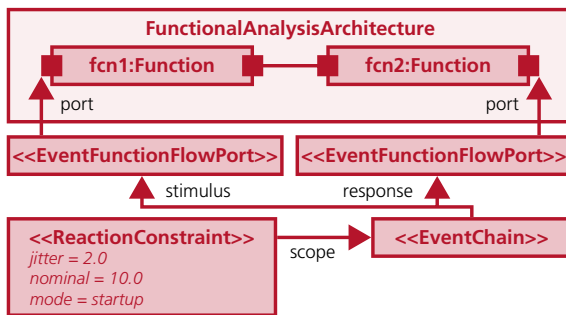 FunctionalAnalysisArchitecture
fcn1:Function
fcn2:Function
port
port
<<EventFunctionFlowPort>>
<<EventFunctionFlowPort>>
stimulus
response
<<ReactionConstraint>>
jitter = 2.0
nominal = 10.0
mode = startup
scope
<<EventChain>>